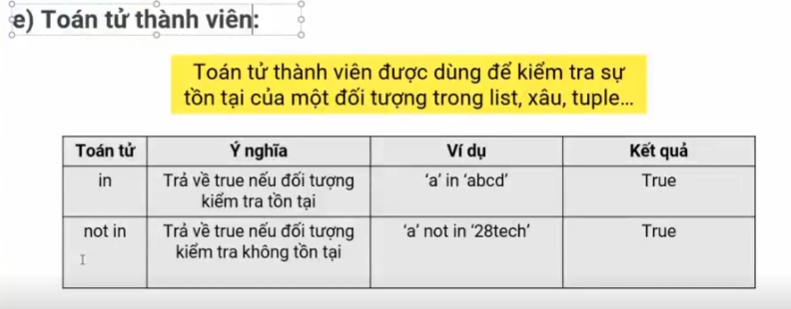 e) Toán tử thành viên:
Toán tử thành viên được dùng để kiểm tra sự
tồn tại của một đối tượng trong list, xâu, tuple...
Toán tử Ý nghĩa Ví dụ Kết quả
in Trả về true nếu đối tượng kiểm tra tồn tại ‘a’ in ‘abcd’ True
not in Trả về true nếu đối tượng kiểm tra không tồn tại ‘a’ not in ‘28tech’ True